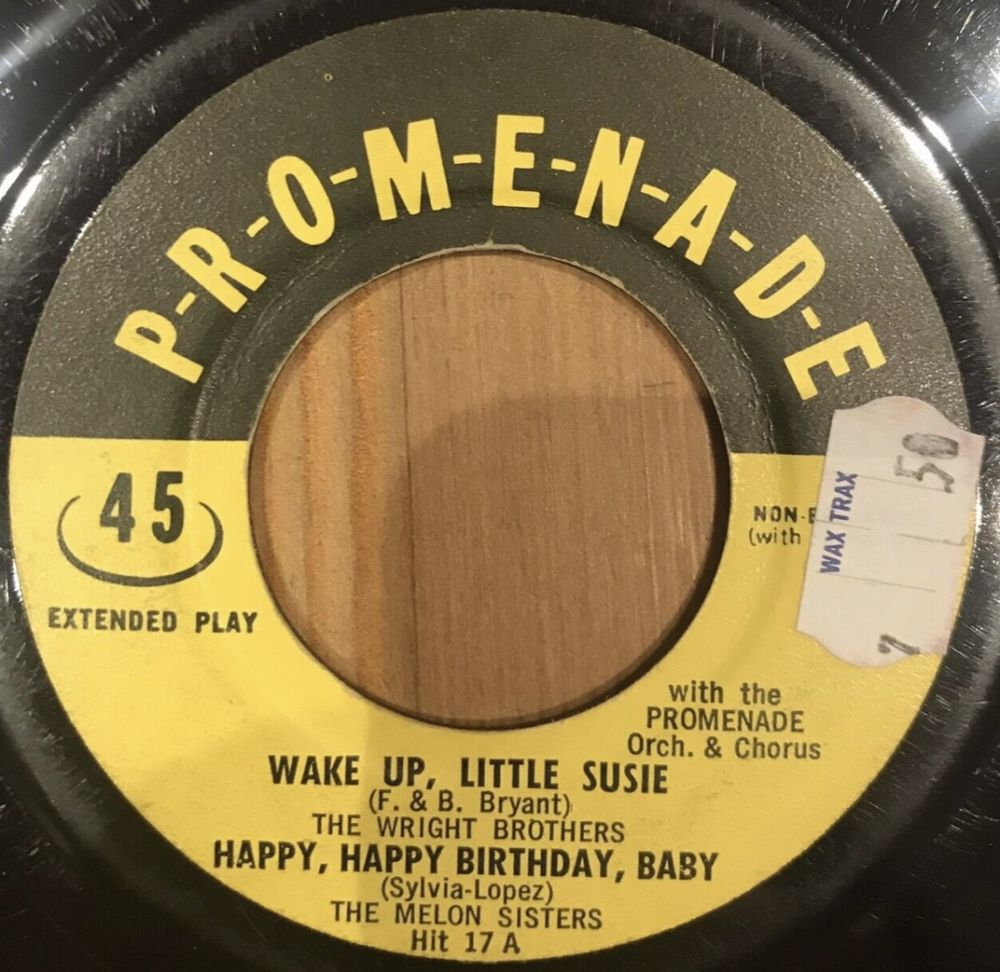 P-R-O-M-E-N-A-D-E
45
EXTENDED PLAY
NON-
(with
WAX TRAX
50
7
with the
PROMENADE
Orch. & Chorus
WAKE UP, LITTLE SUSIE
(F. & B. Bryant)
THE WRIGHT BROTHERS
HAPPY, HAPPY BIRTHDAY, BABY
(Sylvia-Lopez)
THE MELON SISTERS
Hit 17 A